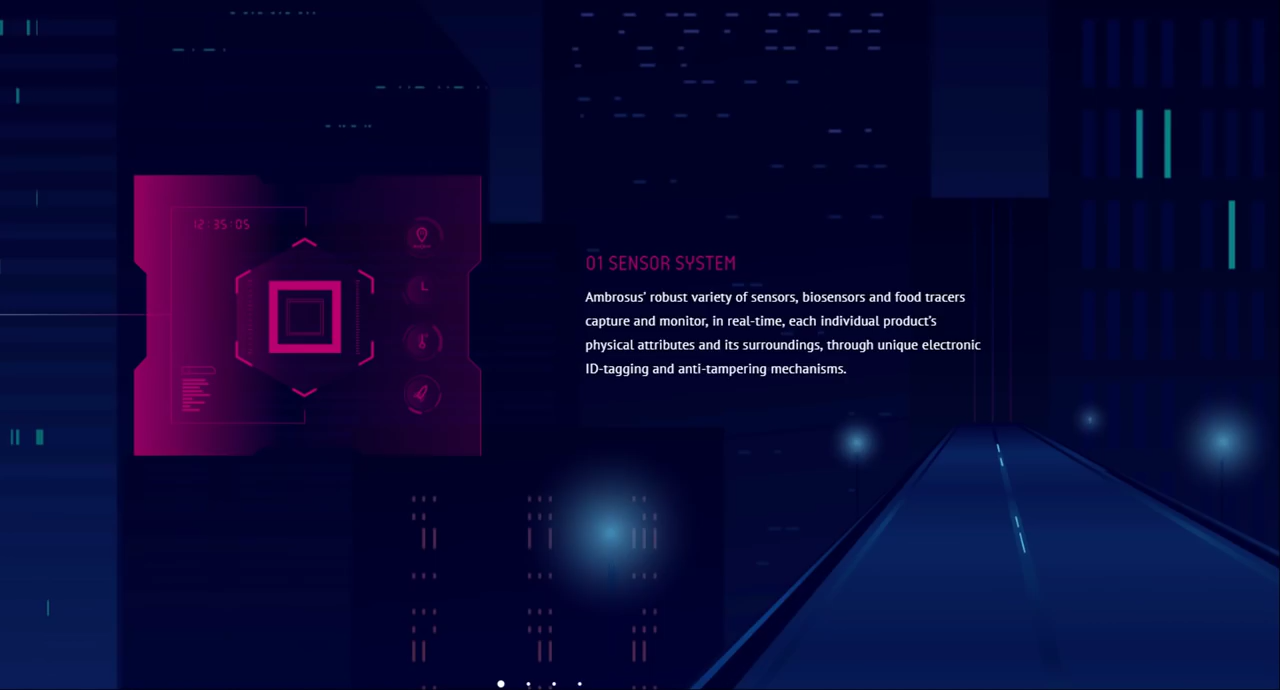 12:35:05
01 SENSOR SYSTEM
Ambrosus' robust variety of sensors, biosensors and food tracers
capture and monitor, in real-time, each individual product's
physical attributes and its surroundings, through unique electronic
ID-tagging and anti-tampering mechanisms.